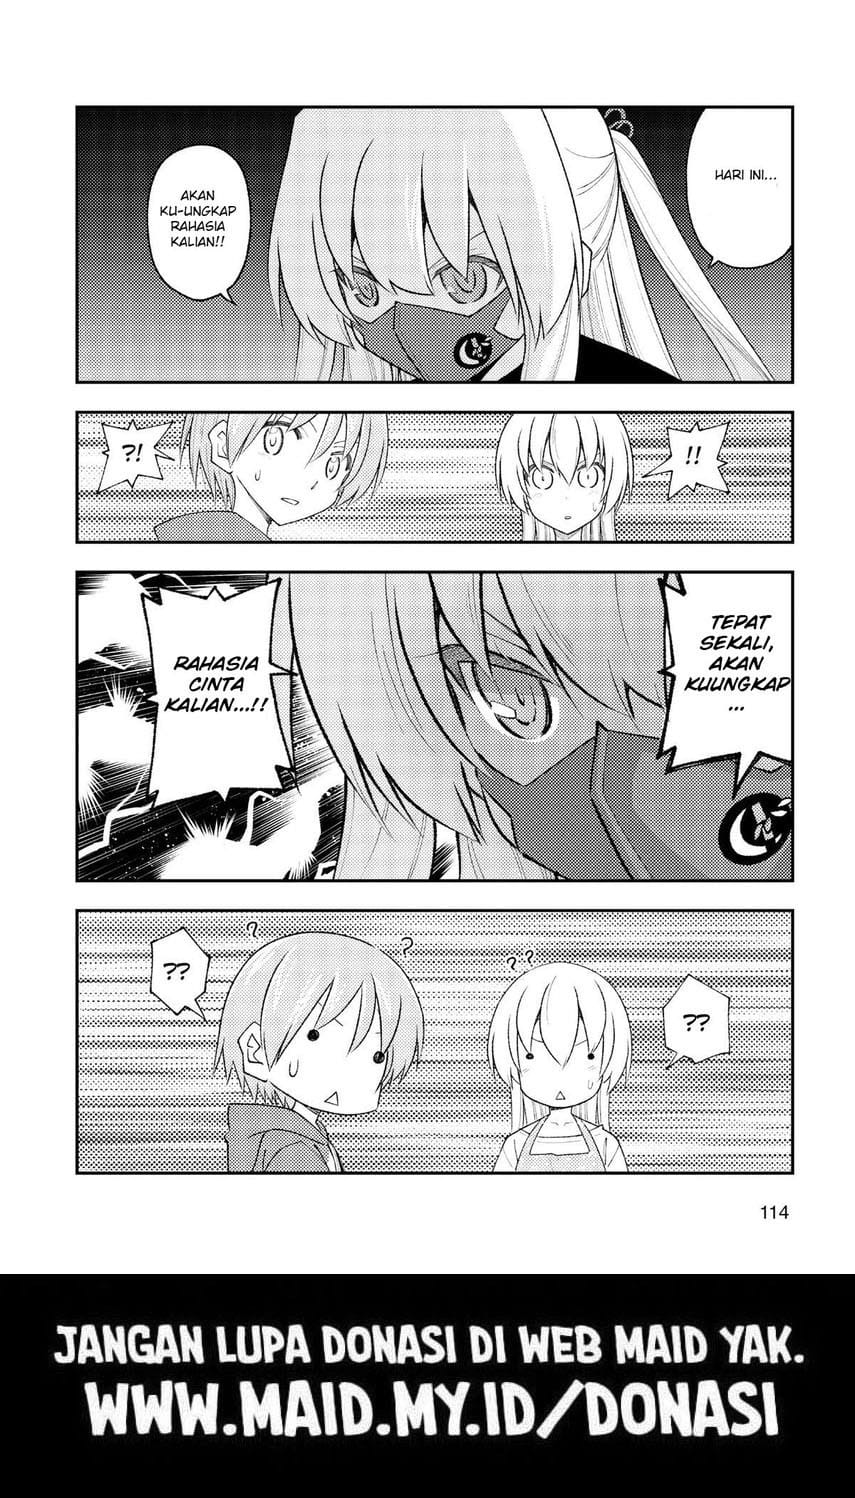 HARI INI...
AKAN
KU-UNGKAP
RAHASIA
KALIAN!!
!!
?!
TEPAT
SEKALI,
AKAN
KUUNGKAP
...
RAHASIA
CINTA
KALIAN...!!
??
? ?
?
?
??
114
JANGAN LUPA DONASI DI WEB MAID YAK.
WWW.MAID.MY.ID/DONASI